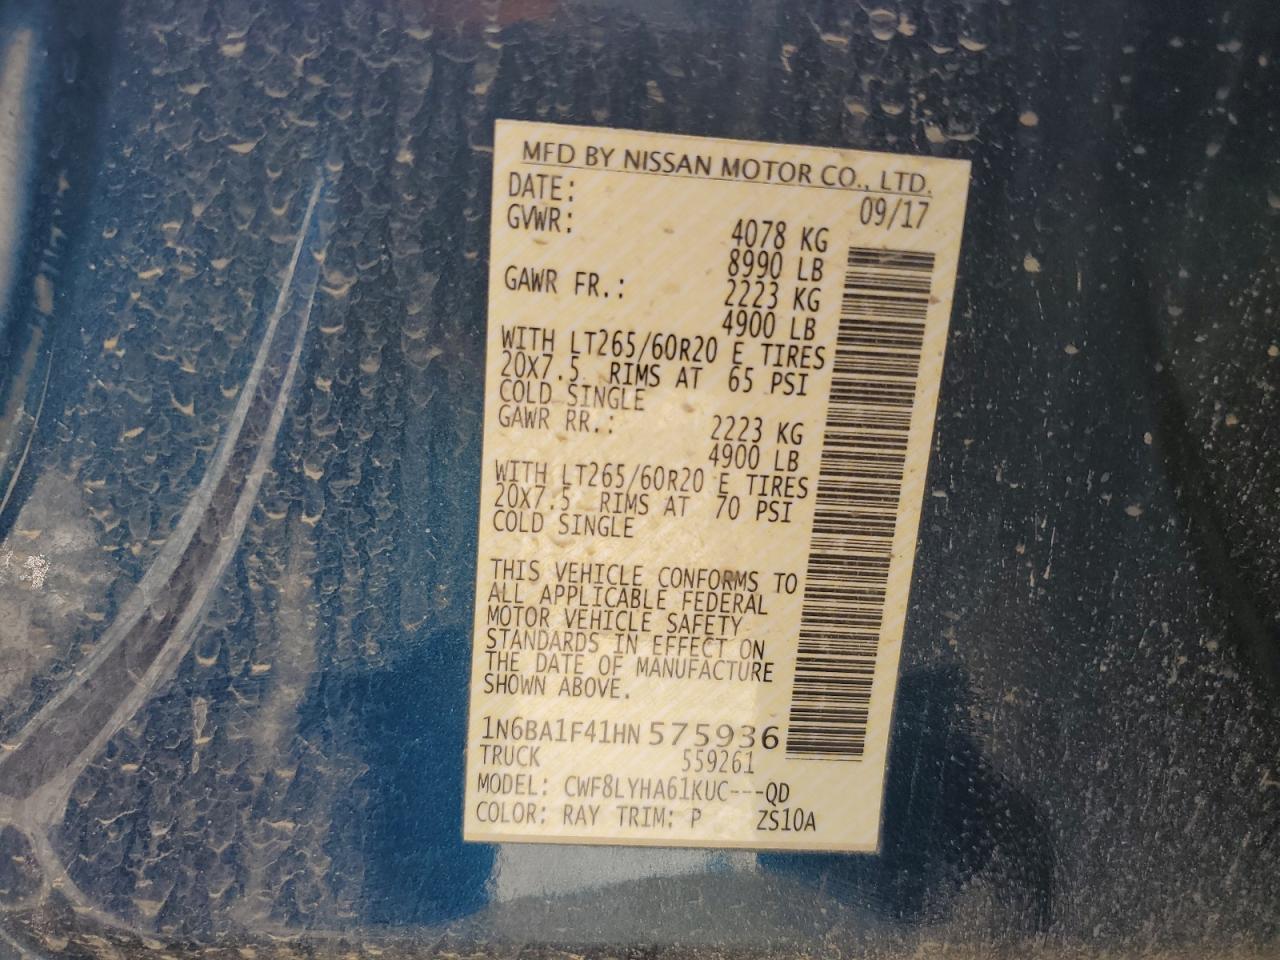 MFD BY NISSAN MOTOR CO., LTD.
DATE: 09/17
GVWR: 4078 KG
8990 LB
GAWR FR.: 2223 KG
4900 LB
WITH LT265/60R20 E TIRES
20X7.5 RIMS AT 65 PSI
COLD SINGLE
GAWR RR.: 2223 KG
4900 LB
WITH LT265/60R20 E TIRES
20X7.5 RIMS AT 70 PSI
COLD SINGLE
THIS VEHICLE CONFORMS TO
ALL APPLICABLE FEDERAL
MOTOR VEHICLE SAFETY
STANDARDS IN EFFECT ON
THE DATE OF MANUFACTURE
SHOWN ABOVE.
1N6BA1F41HN575936
TRUCK 559261
MODEL: CWF8LYHA61KUC---QD
COLOR: RAY TRIM: P ZS10A